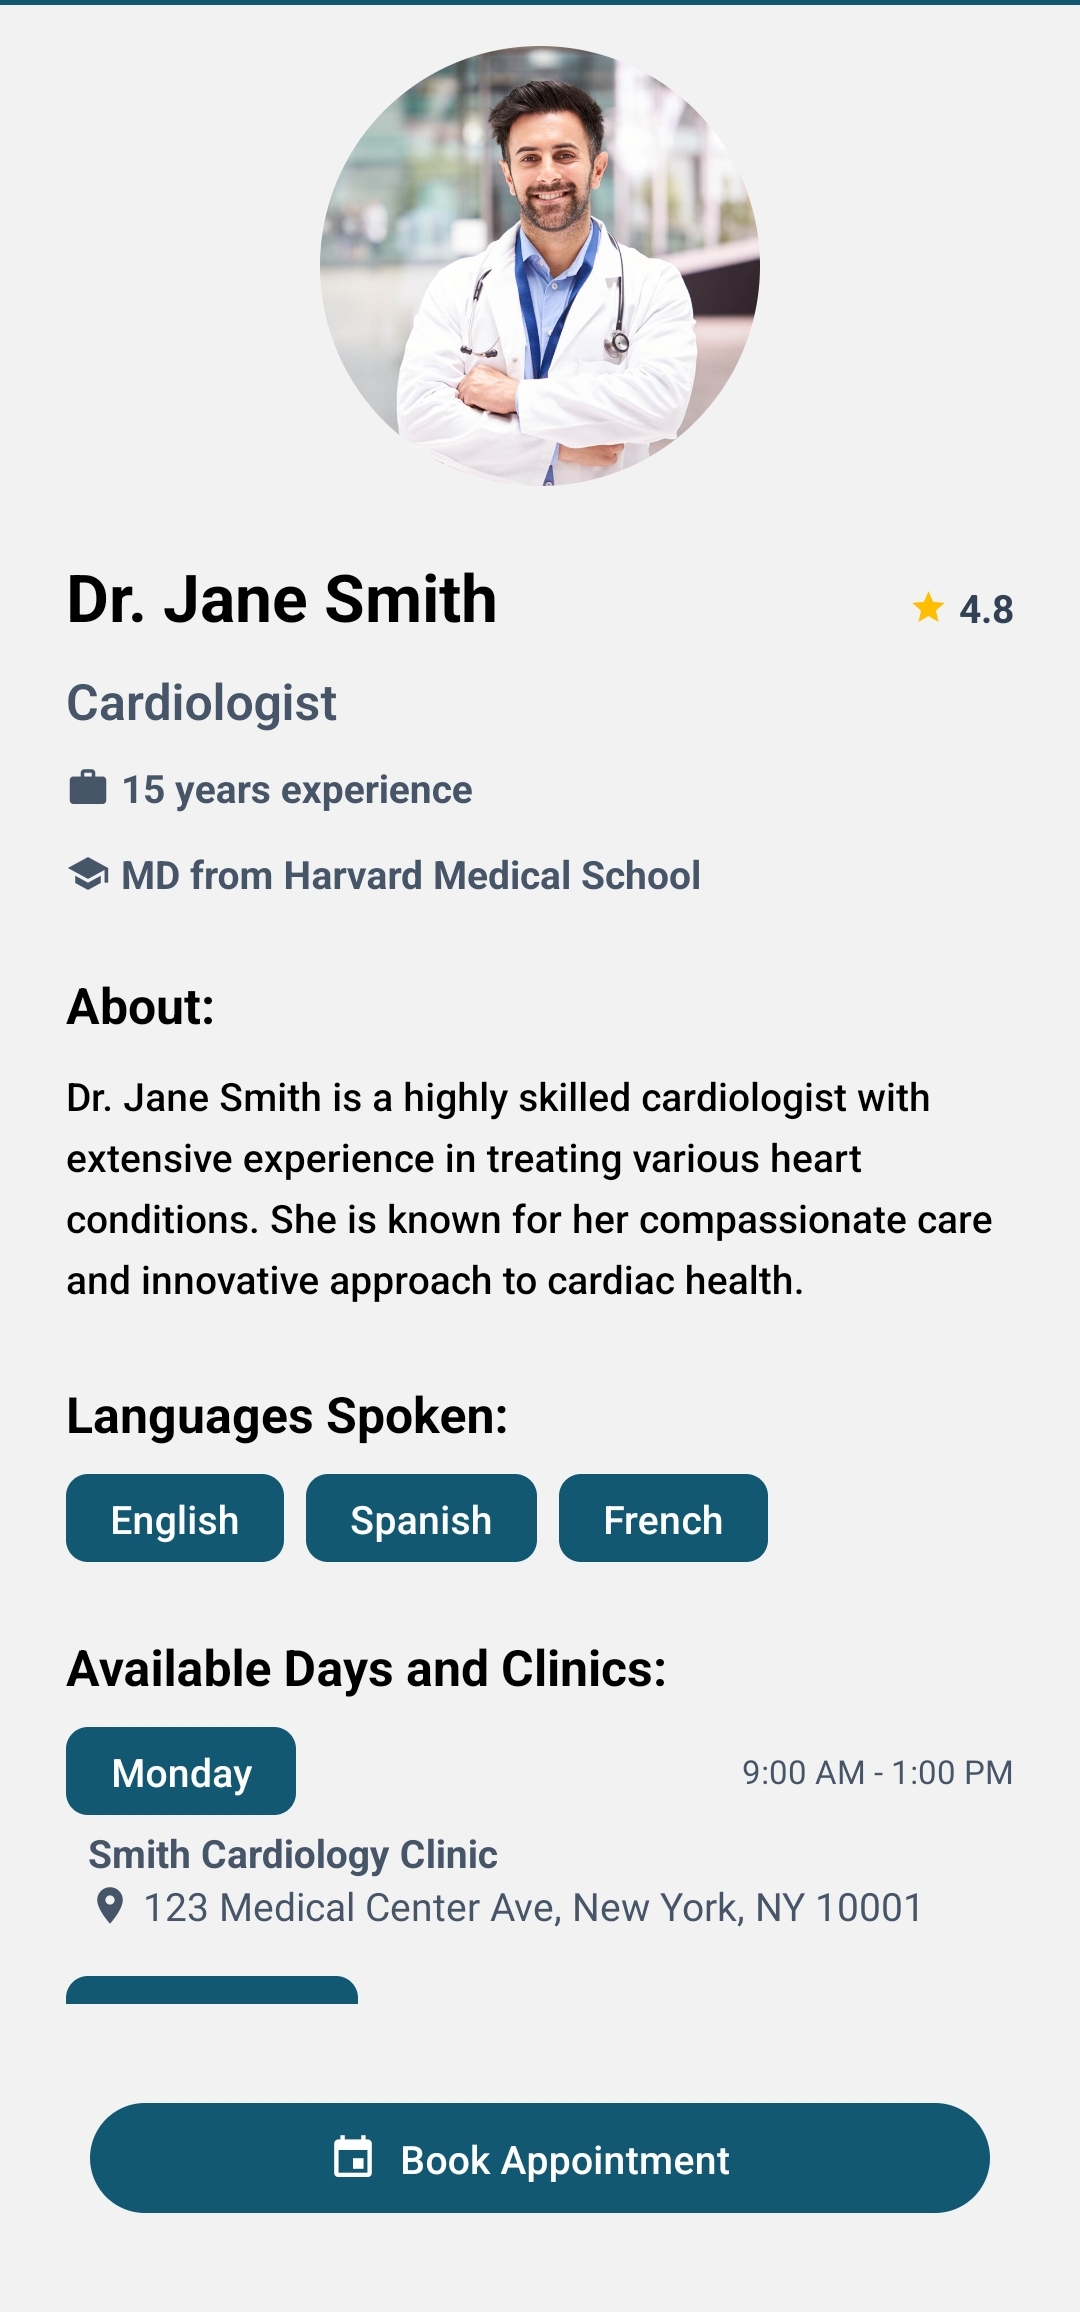 Dr. Jane Smith
4.8
Cardiologist
15 years experience
MD from Harvard Medical School
About:
Dr. Jane Smith is a highly skilled cardiologist with
extensive experience in treating various heart
conditions. She is known for her compassionate care
and innovative approach to cardiac health.
Languages Spoken:
English Spanish French
Available Days and Clinics:
Monday 9:00 AM - 1:00 PM
Smith Cardiology Clinic
123 Medical Center Ave, New York, NY 10001
Book Appointment